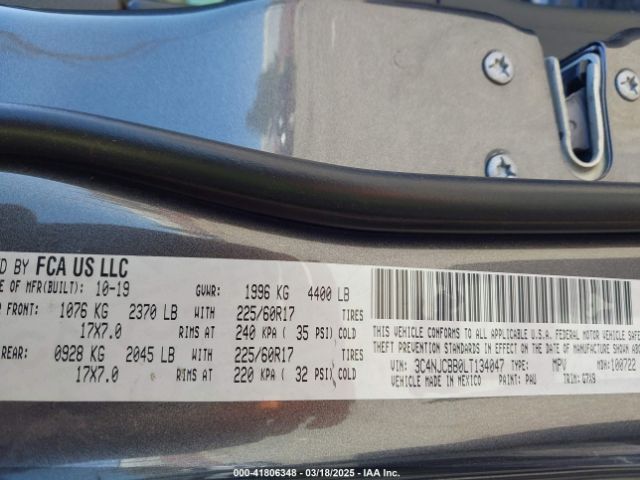 D BY FCA US LLC
E OF MFR(BUILT): 10-19 GVWR: 1996 KG 4400 LB
FRONT: 1076 KG 2370 LB WITH 225/60R17 TIRES
17X7.0 RIMS AT 240 KPA ( 35 PSI) COLD
REAR: 0928 KG 2045 LB WITH 225/60R17 TIRES
17X7.0 RIMS AT 220 KPA ( 32 PSI) COLD
THIS VEHICLE CONFORMS TO ALL APPLICABLE U.S.A. FEDERAL MOTOR VEHICLE
THEFT PREVENTION STANDARDS IN EFFECT ON THE DATE OF MANUFACTURE SHOWN ABO
VIN: 3C4NJCBB0LT134047 TYPE: MPV MDH: 100722
MADE IN MEXICO PAINT: PAU TRIM: G7X9
000-41806348 — 03/18/2025 — IAA Inc.